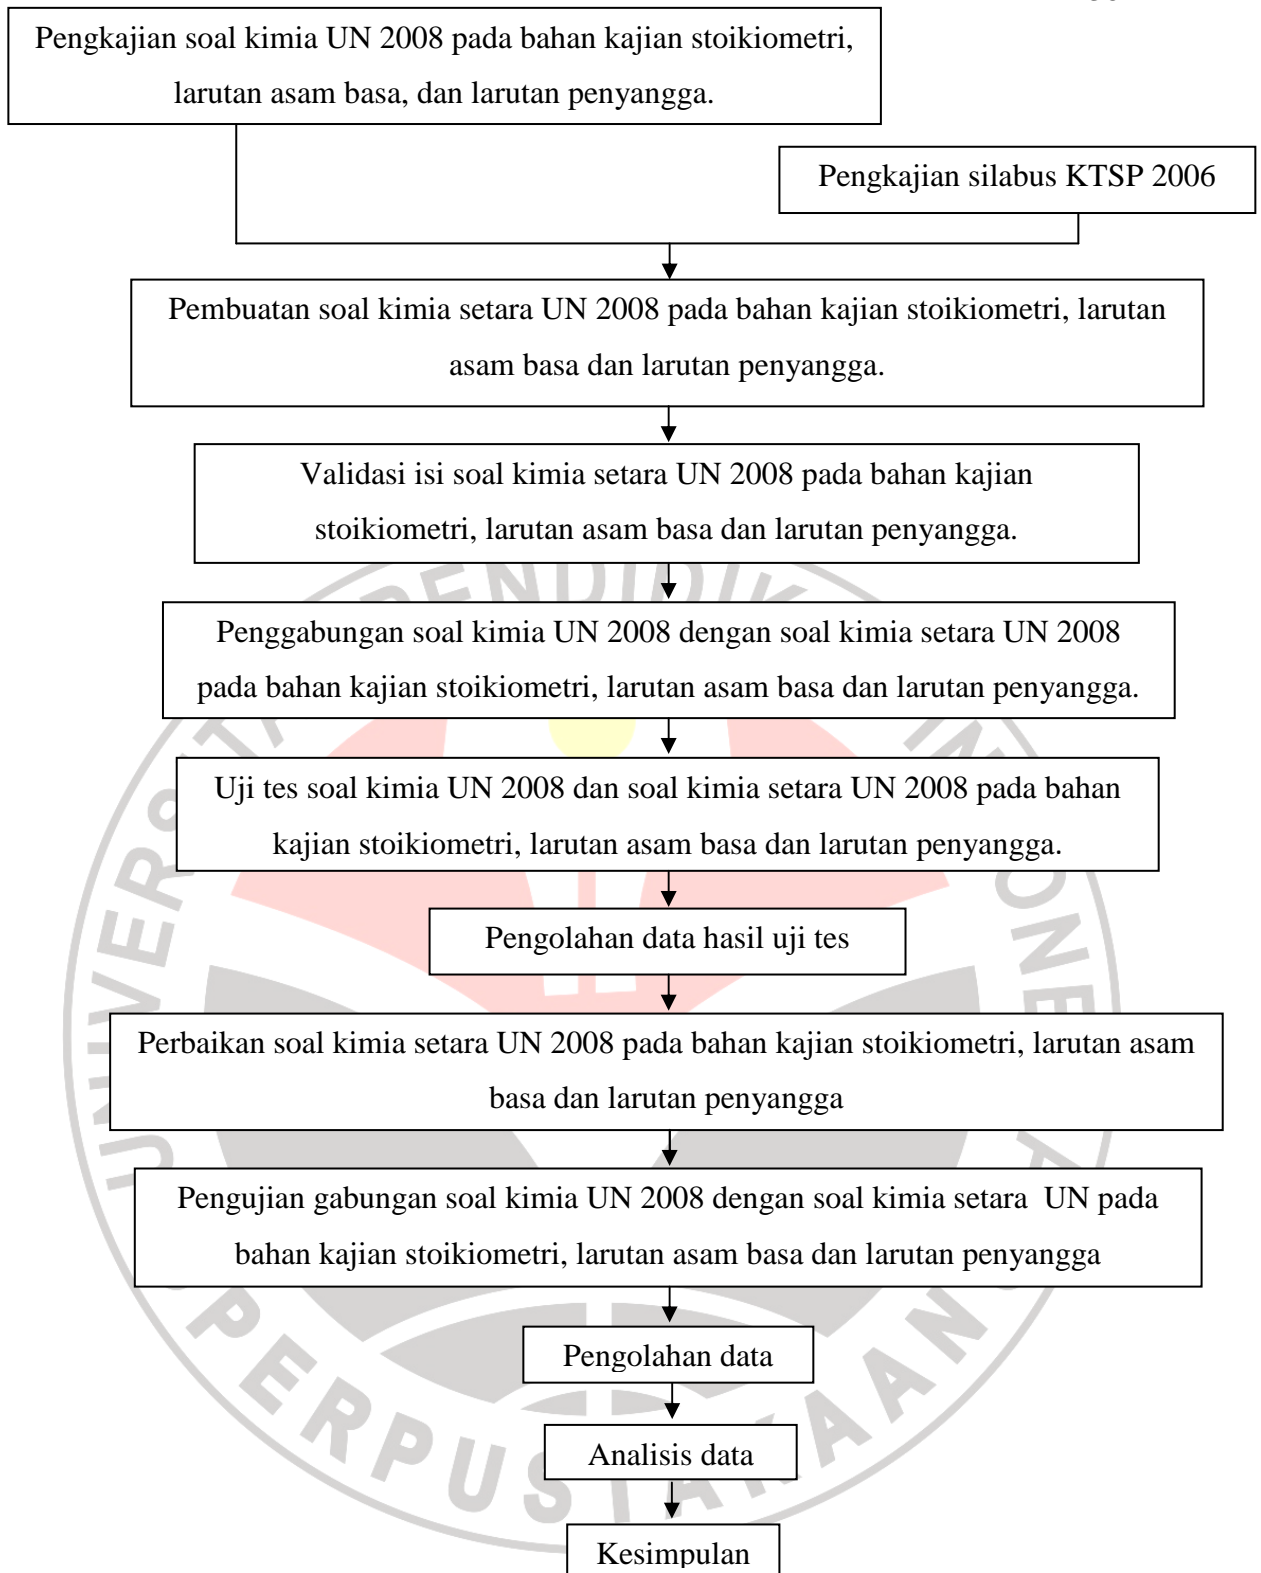 Pengkajian soal kimia UN 2008 pada bahan kajian stoikiometri,
larutan asam basa, dan larutan penyangga.
Pengkajian silabus KTSP 2006
Pembuatan soal kimia setara UN 2008 pada bahan kajian stoikiometri, larutan
asam basa dan larutan penyangga.
Validasi isi soal kimia setara UN 2008 pada bahan kajian
stoikiometri, larutan asam basa dan larutan penyangga.
Penggabungan soal kimia UN 2008 dengan soal kimia setara UN 2008
pada bahan kajian stoikiometri, larutan asam basa dan larutan penyangga.
Uji tes soal kimia UN 2008 dan soal kimia setara UN 2008 pada bahan
kajian stoikiometri, larutan asam basa dan larutan penyangga.
Pengolahan data hasil uji tes
Perbaikan soal kimia setara UN 2008 pada bahan kajian stoikiometri, larutan asam
basa dan larutan penyangga
Pengujian gabungan soal kimia UN 2008 dengan soal kimia setara  UN pada
bahan kajian stoikiometri, larutan asam basa dan larutan penyangga
Pengolahan data
Analisis data
Kesimpulan
PERPUSTAKAAN